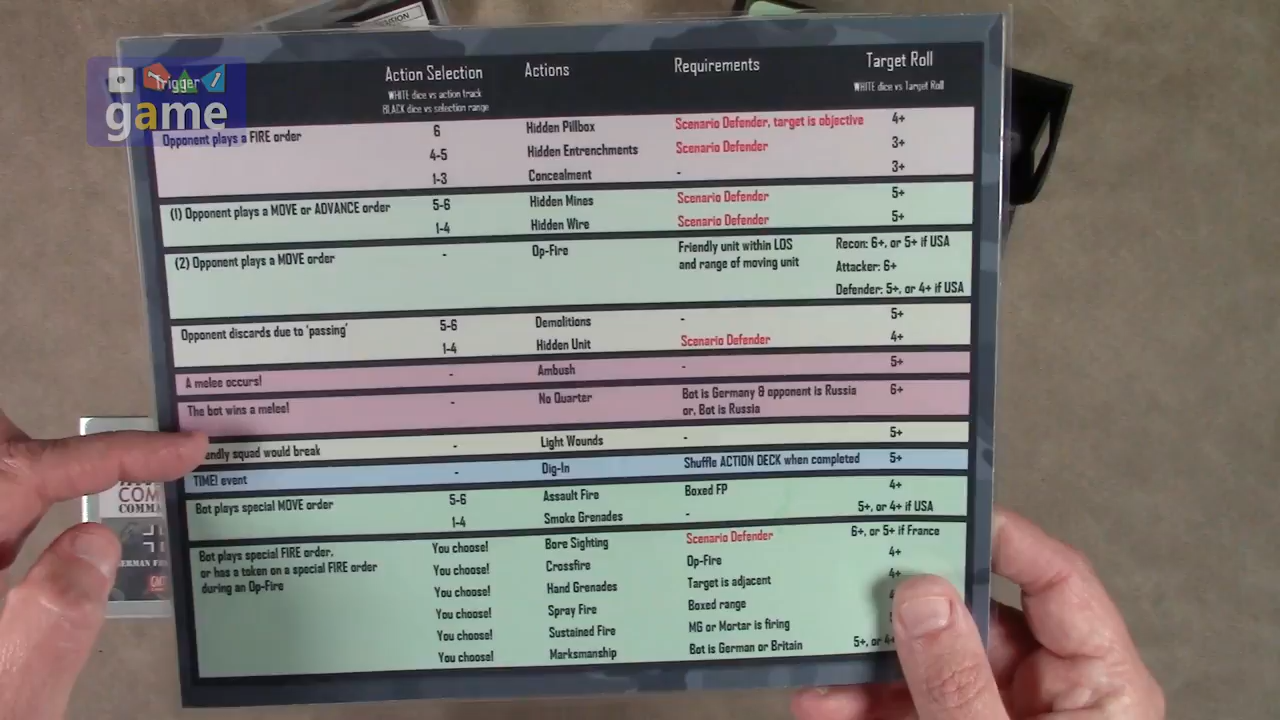 game
Trigger
Action Selection
WHITE dice vs action track
BLACK dice vs selection range
Actions
Requirements
Target Roll
WHITE dice vs Target Roll
Opponent plays a FIRE order
6 Hidden Pillbox Scenario Defender, target is objective 4+
4-5 Hidden Entrenchments Scenario Defender 3+
1-3 Concealment - 3+
(1) Opponent plays a MOVE or ADVANCE order
5-6 Hidden Mines Scenario Defender 5+
1-4 Hidden Wire Scenario Defender 5+
(2) Opponent plays a MOVE order
- Op-Fire Friendly unit within LOS Recon: 6+, or 5+ if USA
and range of moving unit Attacker: 6+
Defender: 5+, or 4+ if USA
Opponent discards due to 'passing'
5-6 Demolitions - 5+
1-4 Hidden Unit Scenario Defender 4+
A melee occurs! - Ambush - 5+
The bot wins a melee! - No Quarter Bot is Germany & opponent is Russia 6+
or, Bot is Russia
squad would break - Light Wounds - 5+
TIME! event - Dig-In Shuffle ACTION DECK when completed 5+
Bot plays special MOVE order
5-6 Assault Fire Boxed FP 4+
1-4 Smoke Grenades - 5+, or 4+ if USA
Bot plays special FIRE order,
or has a token on a special FIRE order
during an Op-Fire
You choose! Bore Sighting Scenario Defender 6+, or 5+ if France
You choose! Crossfire Op-Fire 4+
You choose! Hand Grenades Target is adjacent 4+
You choose! Spray Fire Boxed range
You choose! Sustained Fire MG or Mortar is firing
You choose! Marksmanship Bot is German or Britain 5+, or
COM
COMMA